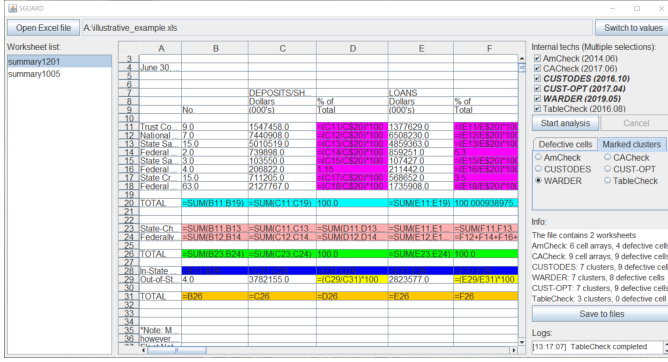 SGUARD
Open Excel file A:\illustrative_example.xls Switch to values
Worksheet list:
summary1201
summary1005
A B C D E F
3
4 June 30, ...
5
6
7 DEPOSITS/SH... LOANS
8 Dollars % of Dollars % of
9 No. (000's) Total (000's) Total
10
11 Trust Co... 9.0 1547458.0 =(C11/C$20)*100 1377629.0 =(E11/E$20)*100
12 National ... 7.0 7440908.0 =(C12/C$20)*100 6508230.0 =(E12/E$20)*100
13 State Sa... 15.0 5010519.0 =(C13/C$20)*100 4859363.0 =(E13/E$20)*100
14 Federal ... 2.0 739898.0 =(C14/C$20)*100 859251.0 5.3
15 State Sa... 3.0 103550.0 =(C15/C$20)*100 107427.0 =(E15/E$20)*100
16 Federal ... 4.0 206822.0 1.15 211442.0 =(E16/E$20)*100
17 State Cr... 15.0 711205.0 =(C17/C$20)*100 568652.0 3.5
18 Federal ... 63.0 2127767.0 =(C18/C$20)*100 1735908.0 =(E18/E$20)*100
19
20 TOTAL =SUM(B11:B19) =SUM(C11:C19) 100.0 =SUM(E11:E19) 100.000938975...
21
22
23 State-Ch... =SUM(B11,B13... =SUM(C11,C13... =SUM(D11,D13... =SUM(E11,E1... =SUM(F11,F13...
24 Federally... =SUM(B12,B14... =SUM(C12,C14... =SUM(D12,D14... =SUM(E12,E1... =F12+F14+F16+...
25
26 TOTAL =SUM(B23,B24) =SUM(C23,C24) 100.0 =SUM(E23,E24) 100.0
27
28 In-State ...
29 Out-of-St... 4.0 3782155.0 =(C29/C31)*100 2823577.0 =(E29/E31)*100
30
31 TOTAL =B26 =C26 =D26 =E26 =F26
32
33
34
35 *Note: M...
36 however,...
Internal techs (Multiple selections):
AmCheck (2014.06)
CACheck (2017.06)
CUSTODES (2016.10)
CUST-OPT (2017.04)
WARDER (2019.05)
TableCheck (2016.08)
Start analysis Cancel
Defective cells Marked clusters
AmCheck CACheck
CUSTODES CUST-OPT
WARDER TableCheck
Info:
The file contains 2 worksheets
AmCheck: 6 cell arrays, 4 defective cells
CACheck: 9 cell arrays, 9 defective cells
CUSTODES: 7 clusters, 9 defective cells
WARDER: 7 clusters, 8 defective cells
CUST-OPT: 7 clusters, 9 defective cells
TableCheck: 3 clusters, 0 defective cell
Save to files
Logs:
[13:17:07] TableCheck completed